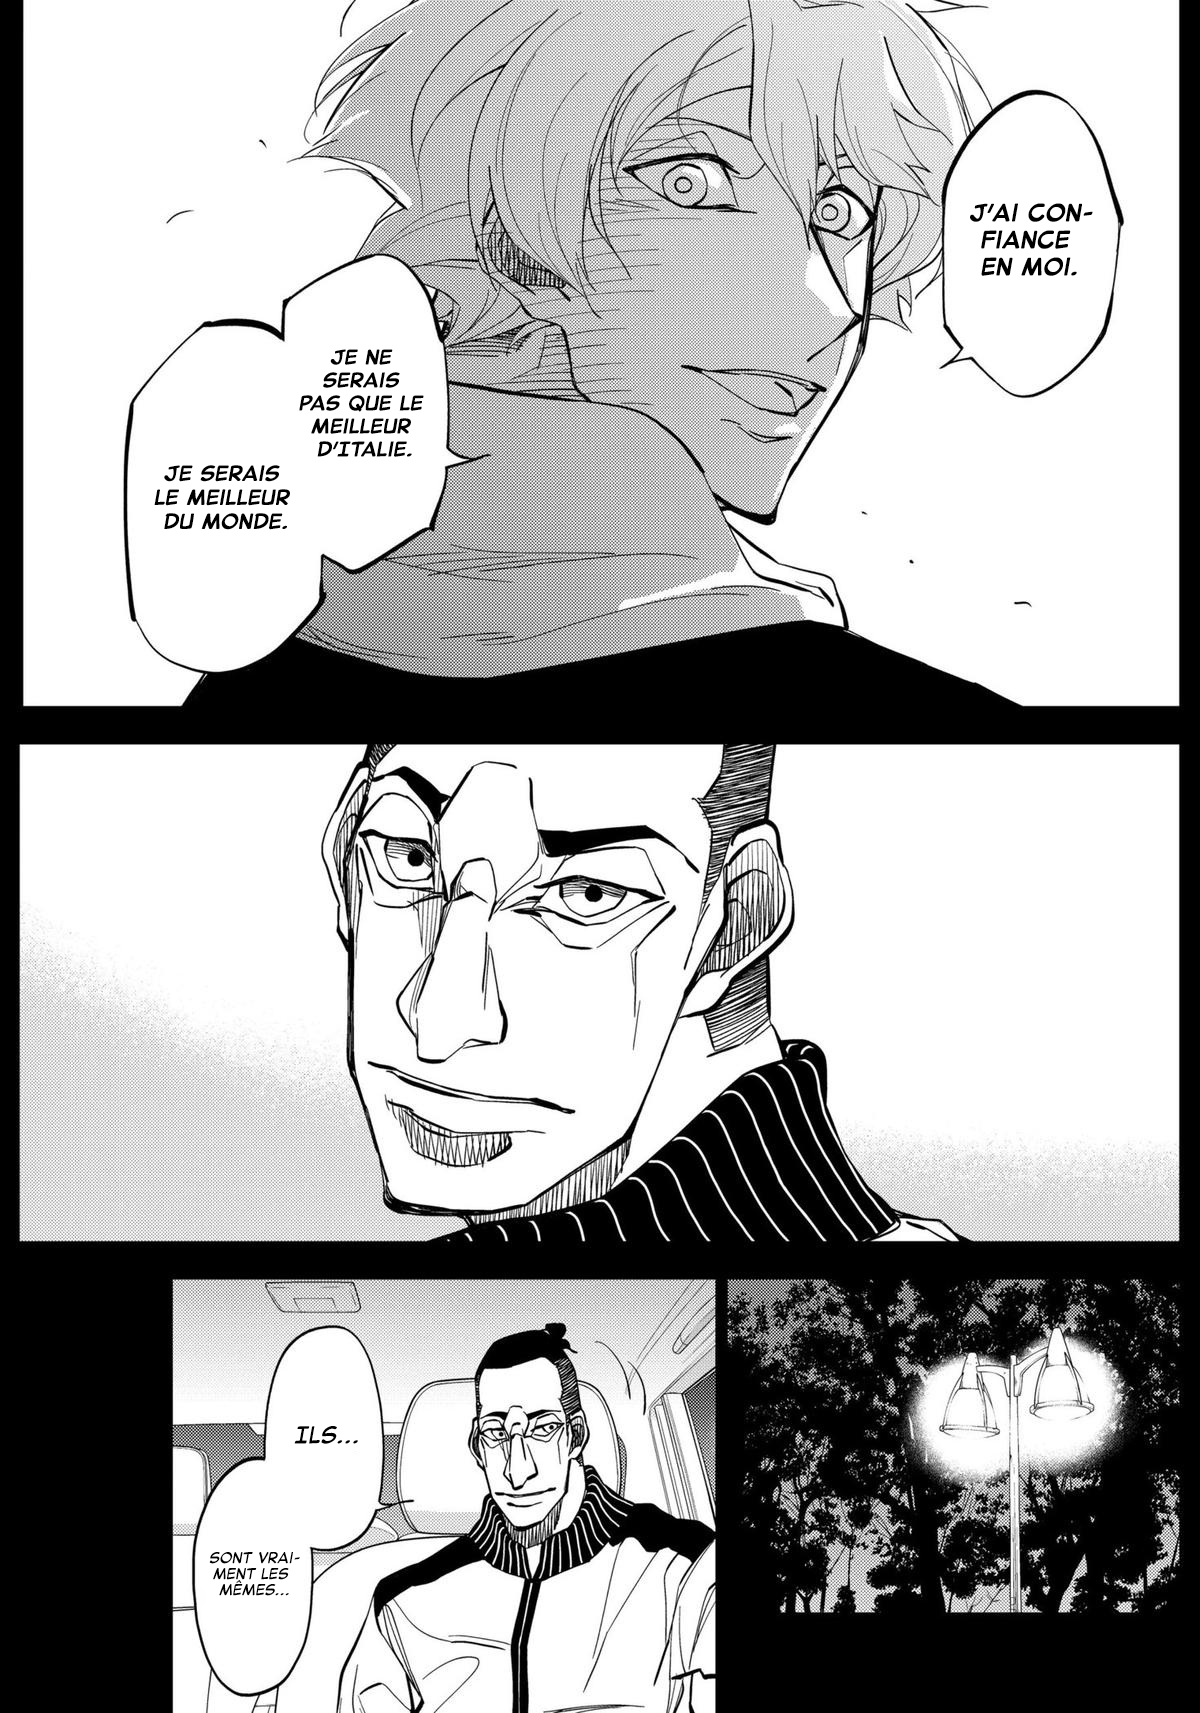 J'AI CON-
FIANCE
EN MOI.
JE NE
SERAIS
PAS QUE LE
MEILLEUR
D'ITALIE.
JE SERAIS
LE MEILLEUR
DU MONDE.
ILS...
SONT VRAI-
MENT LES
MÊMES...